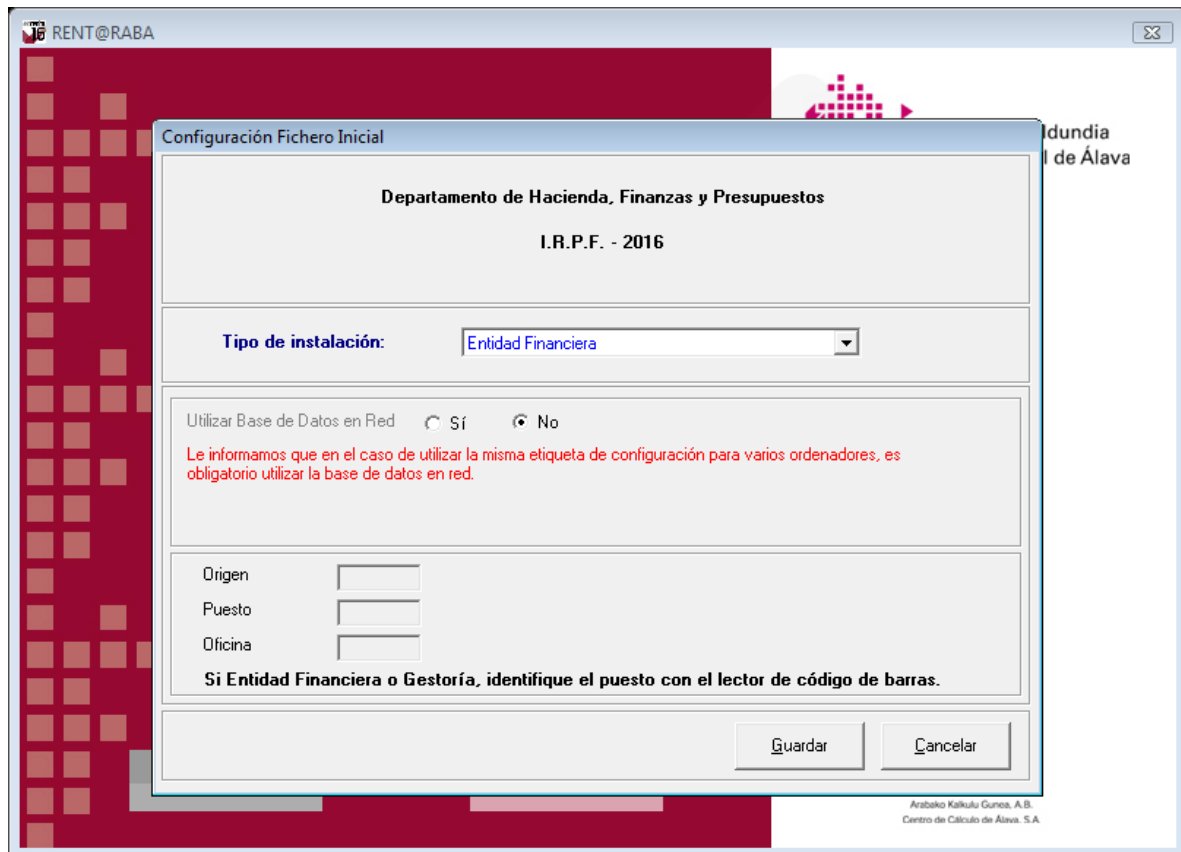 RENT@RABA
ldundia
l de Álava
Configuración Fichero Inicial
Departamento de Hacienda, Finanzas y Presupuestos
I.R.P.F. - 2016
Tipo de instalación: Entidad Financiera
Utilizar Base de Datos en Red Sí No
Le informamos que en el caso de utilizar la misma etiqueta de configuración para varios ordenadores, es
obligatorio utilizar la base de datos en red.
Origen
Puesto
Oficina
Si Entidad Financiera o Gestoría, identifique el puesto con el lector de código de barras.
Guardar Cancelar
Arabako Kalkulu Gunea, A.B.
Centro de Cálculo de Álava. S.A.